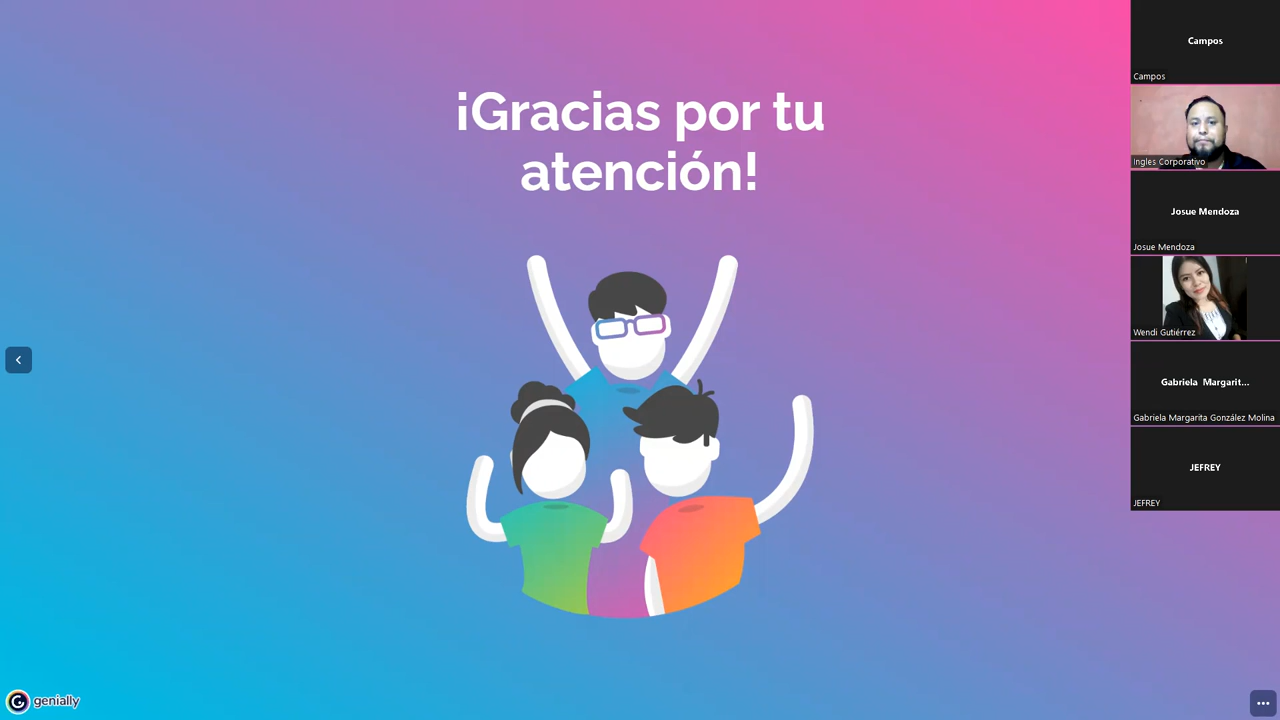 ¡Gracias por tu
atención!
Campos
Campos
Ingles Corporativo
Josue Mendoza
Josue Mendoza
Wendi Gutiérrez
Gabriela Margarit...
Gabriela Margarita González Molina
JEFREY
JEFREY
genially